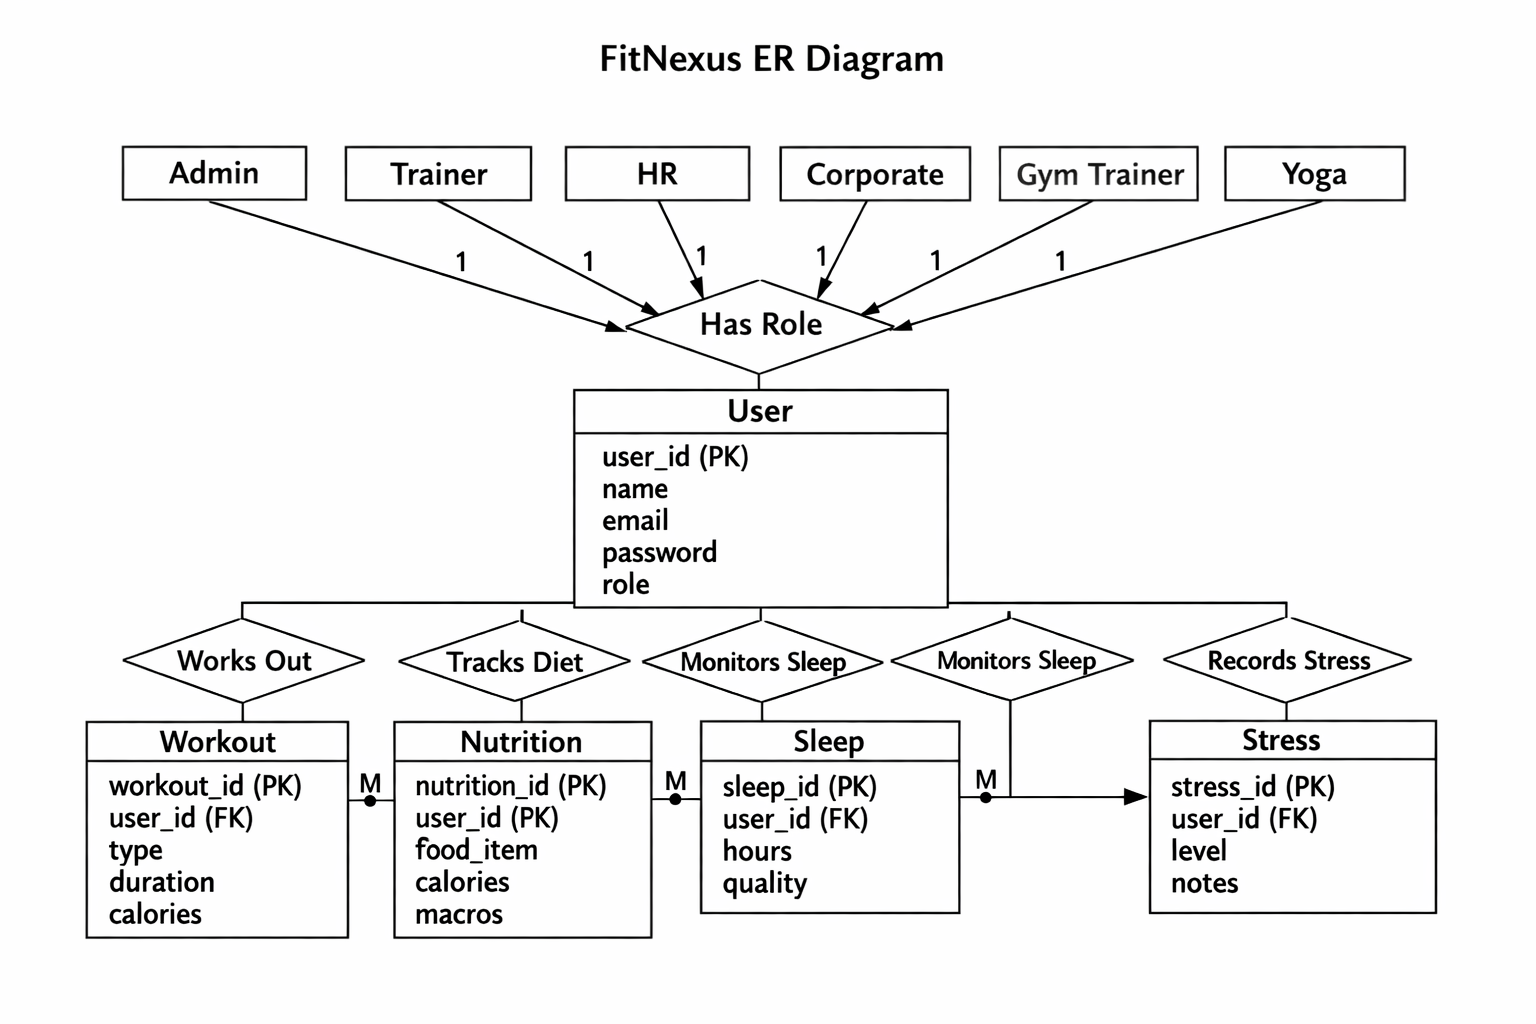 FitNexus ER Diagram
Admin
Trainer
HR
Corporate
Gym Trainer
Yoga
1
1
1
1
1
1
Has Role
User
user_id (PK)
name
email
password
role
Works Out
Tracks Diet
Monitors Sleep
Monitors Sleep
Records Stress
Workout
workout_id (PK)
user_id (FK)
type
duration
calories
M
Nutrition
nutrition_id (PK)
user_id (PK)
food_item
calories
macros
M
Sleep
sleep_id (PK)
user_id (FK)
hours
quality
M
Stress
stress_id (PK)
user_id (FK)
level
notes